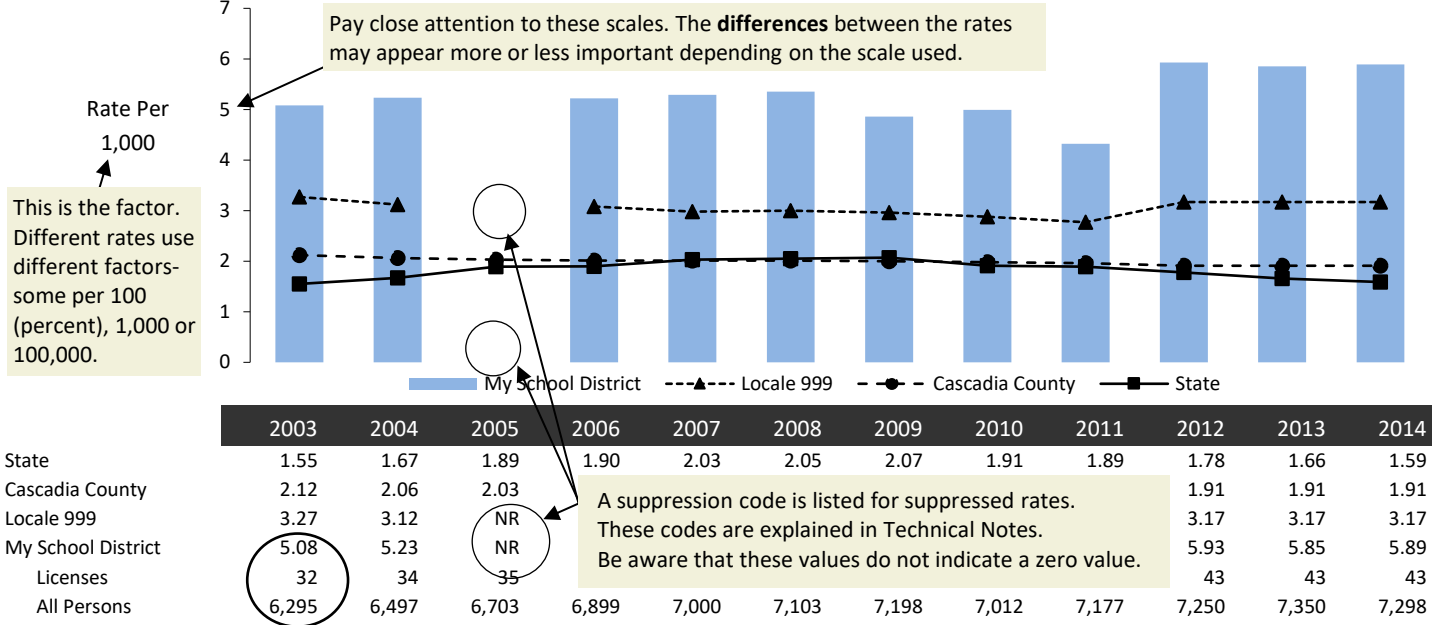 7
Pay close attention to these scales. The differences between the rates
may appear more or less important depending on the scale used.
6
5
4
3
2
1
0
Rate Per
1,000
This is the factor.
Different rates use
different factors-
some per 100
(percent), 1,000 or
100,000.
My School District Locale 999 Cascadia County State
2003 2004 2005 2006 2007 2008 2009 2010 2011 2012 2013 2014
State 1.55 1.67 1.89 1.90 2.03 2.05 2.07 1.91 1.89 1.78 1.66 1.59
Cascadia County 2.12 2.06 2.03 1.91 1.91 1.91
Locale 999 3.27 3.12 NR 3.17 3.17 3.17
My School District 5.08 5.23 NR 5.93 5.85 5.89
Licenses 32 34 35 43 43 43
All Persons 6,295 6,497 6,703 6,899 7,000 7,103 7,198 7,012 7,177 7,250 7,350 7,298
A suppression code is listed for suppressed rates.
These codes are explained in Technical Notes.
Be aware that these values do not indicate a zero value.